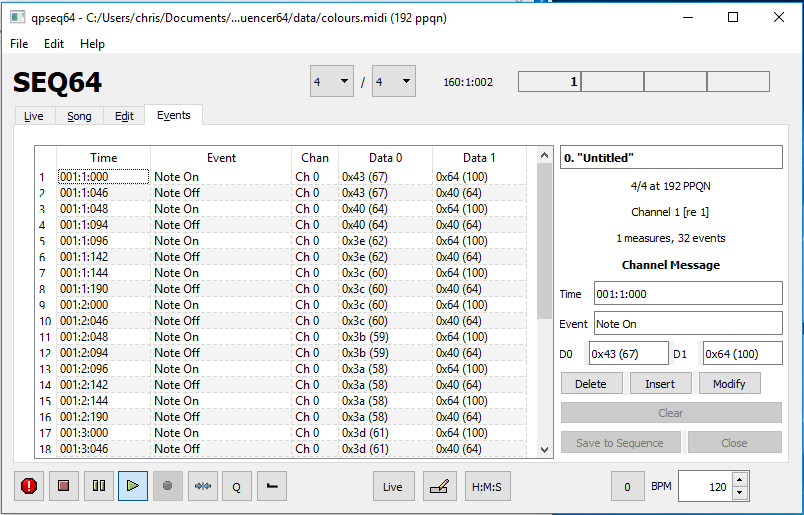 qpseq64 - C:/Users/chris/Documents/...uencer64/data/colours.midi (192 ppqn)
File Edit Help
SEQ64 4 / 4 160:1:002 1
Live Song Edit Events
Time Event Chan Data 0 Data 1
1 001:1:000 Note On Ch 0 0x43 (67) 0x64 (100)
2 001:1:046 Note Off Ch 0 0x43 (67) 0x40 (64)
3 001:1:048 Note On Ch 0 0x40 (64) 0x64 (100)
4 001:1:094 Note Off Ch 0 0x40 (64) 0x40 (64)
5 001:1:096 Note On Ch 0 0x3e (62) 0x64 (100)
6 001:1:142 Note Off Ch 0 0x3e (62) 0x40 (64)
7 001:1:144 Note On Ch 0 0x3c (60) 0x64 (100)
8 001:1:190 Note Off Ch 0 0x3c (60) 0x40 (64)
9 001:2:000 Note On Ch 0 0x3c (60) 0x64 (100)
10 001:2:046 Note Off Ch 0 0x3c (60) 0x40 (64)
11 001:2:048 Note On Ch 0 0x3b (59) 0x64 (100)
12 001:2:094 Note Off Ch 0 0x3b (59) 0x40 (64)
13 001:2:096 Note On Ch 0 0x3a (58) 0x64 (100)
14 001:2:142 Note Off Ch 0 0x3a (58) 0x40 (64)
15 001:2:144 Note On Ch 0 0x3a (58) 0x64 (100)
16 001:2:190 Note Off Ch 0 0x3a (58) 0x40 (64)
17 001:3:000 Note On Ch 0 0x3d (61) 0x64 (100)
18 001:3:046 Note Off Ch 0 0x3d (61) 0x40 (64)
0. "Untitled"
4/4 at 192 PPQN
Channel 1 [re 1]
1 measures, 32 events
Channel Message
Time 001:1:000
Event Note On
D0 0x43 (67) D1 0x64 (100)
Delete Insert Modify
Clear
Save to Sequence Close
Q Live H:M:S 0 BPM 120